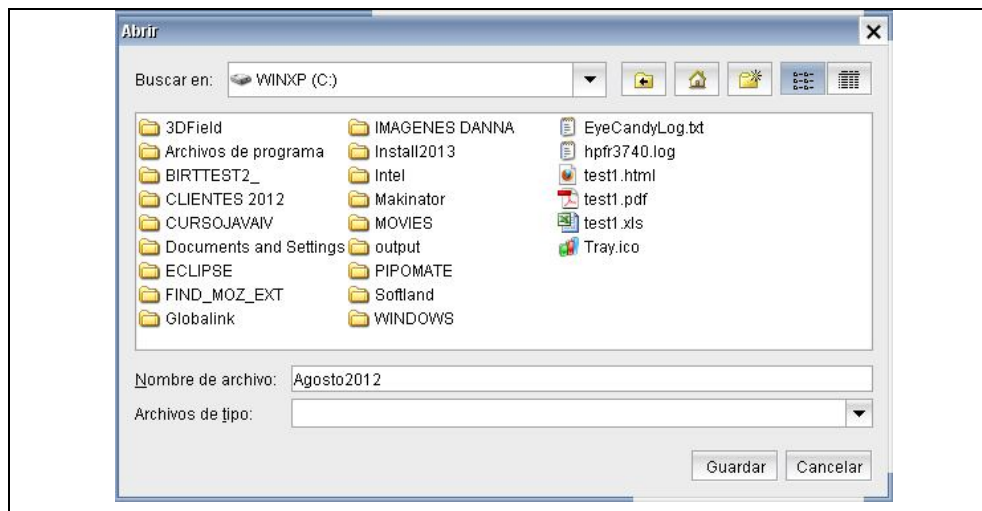 Abrir
Buscar en: WINXP (C:)
3DField
Archivos de programa
BIRTTEST2_
CLIENTES 2012
CURSOJAVAIV
Documents and Settings
ECLIPSE
FIND_MOZ_EXT
Globalink
IMAGENES DANNA
Install2013
Intel
Makinator
MOVIES
output
PIPOMATE
Softland
WINDOWS
EyeCandyLog.txt
hpfr3740.log
test1.html
test1.pdf
test1.xls
Tray.ico
Nombre de archivo: Agosto2012
Archivos de tipo:
Guardar Cancelar